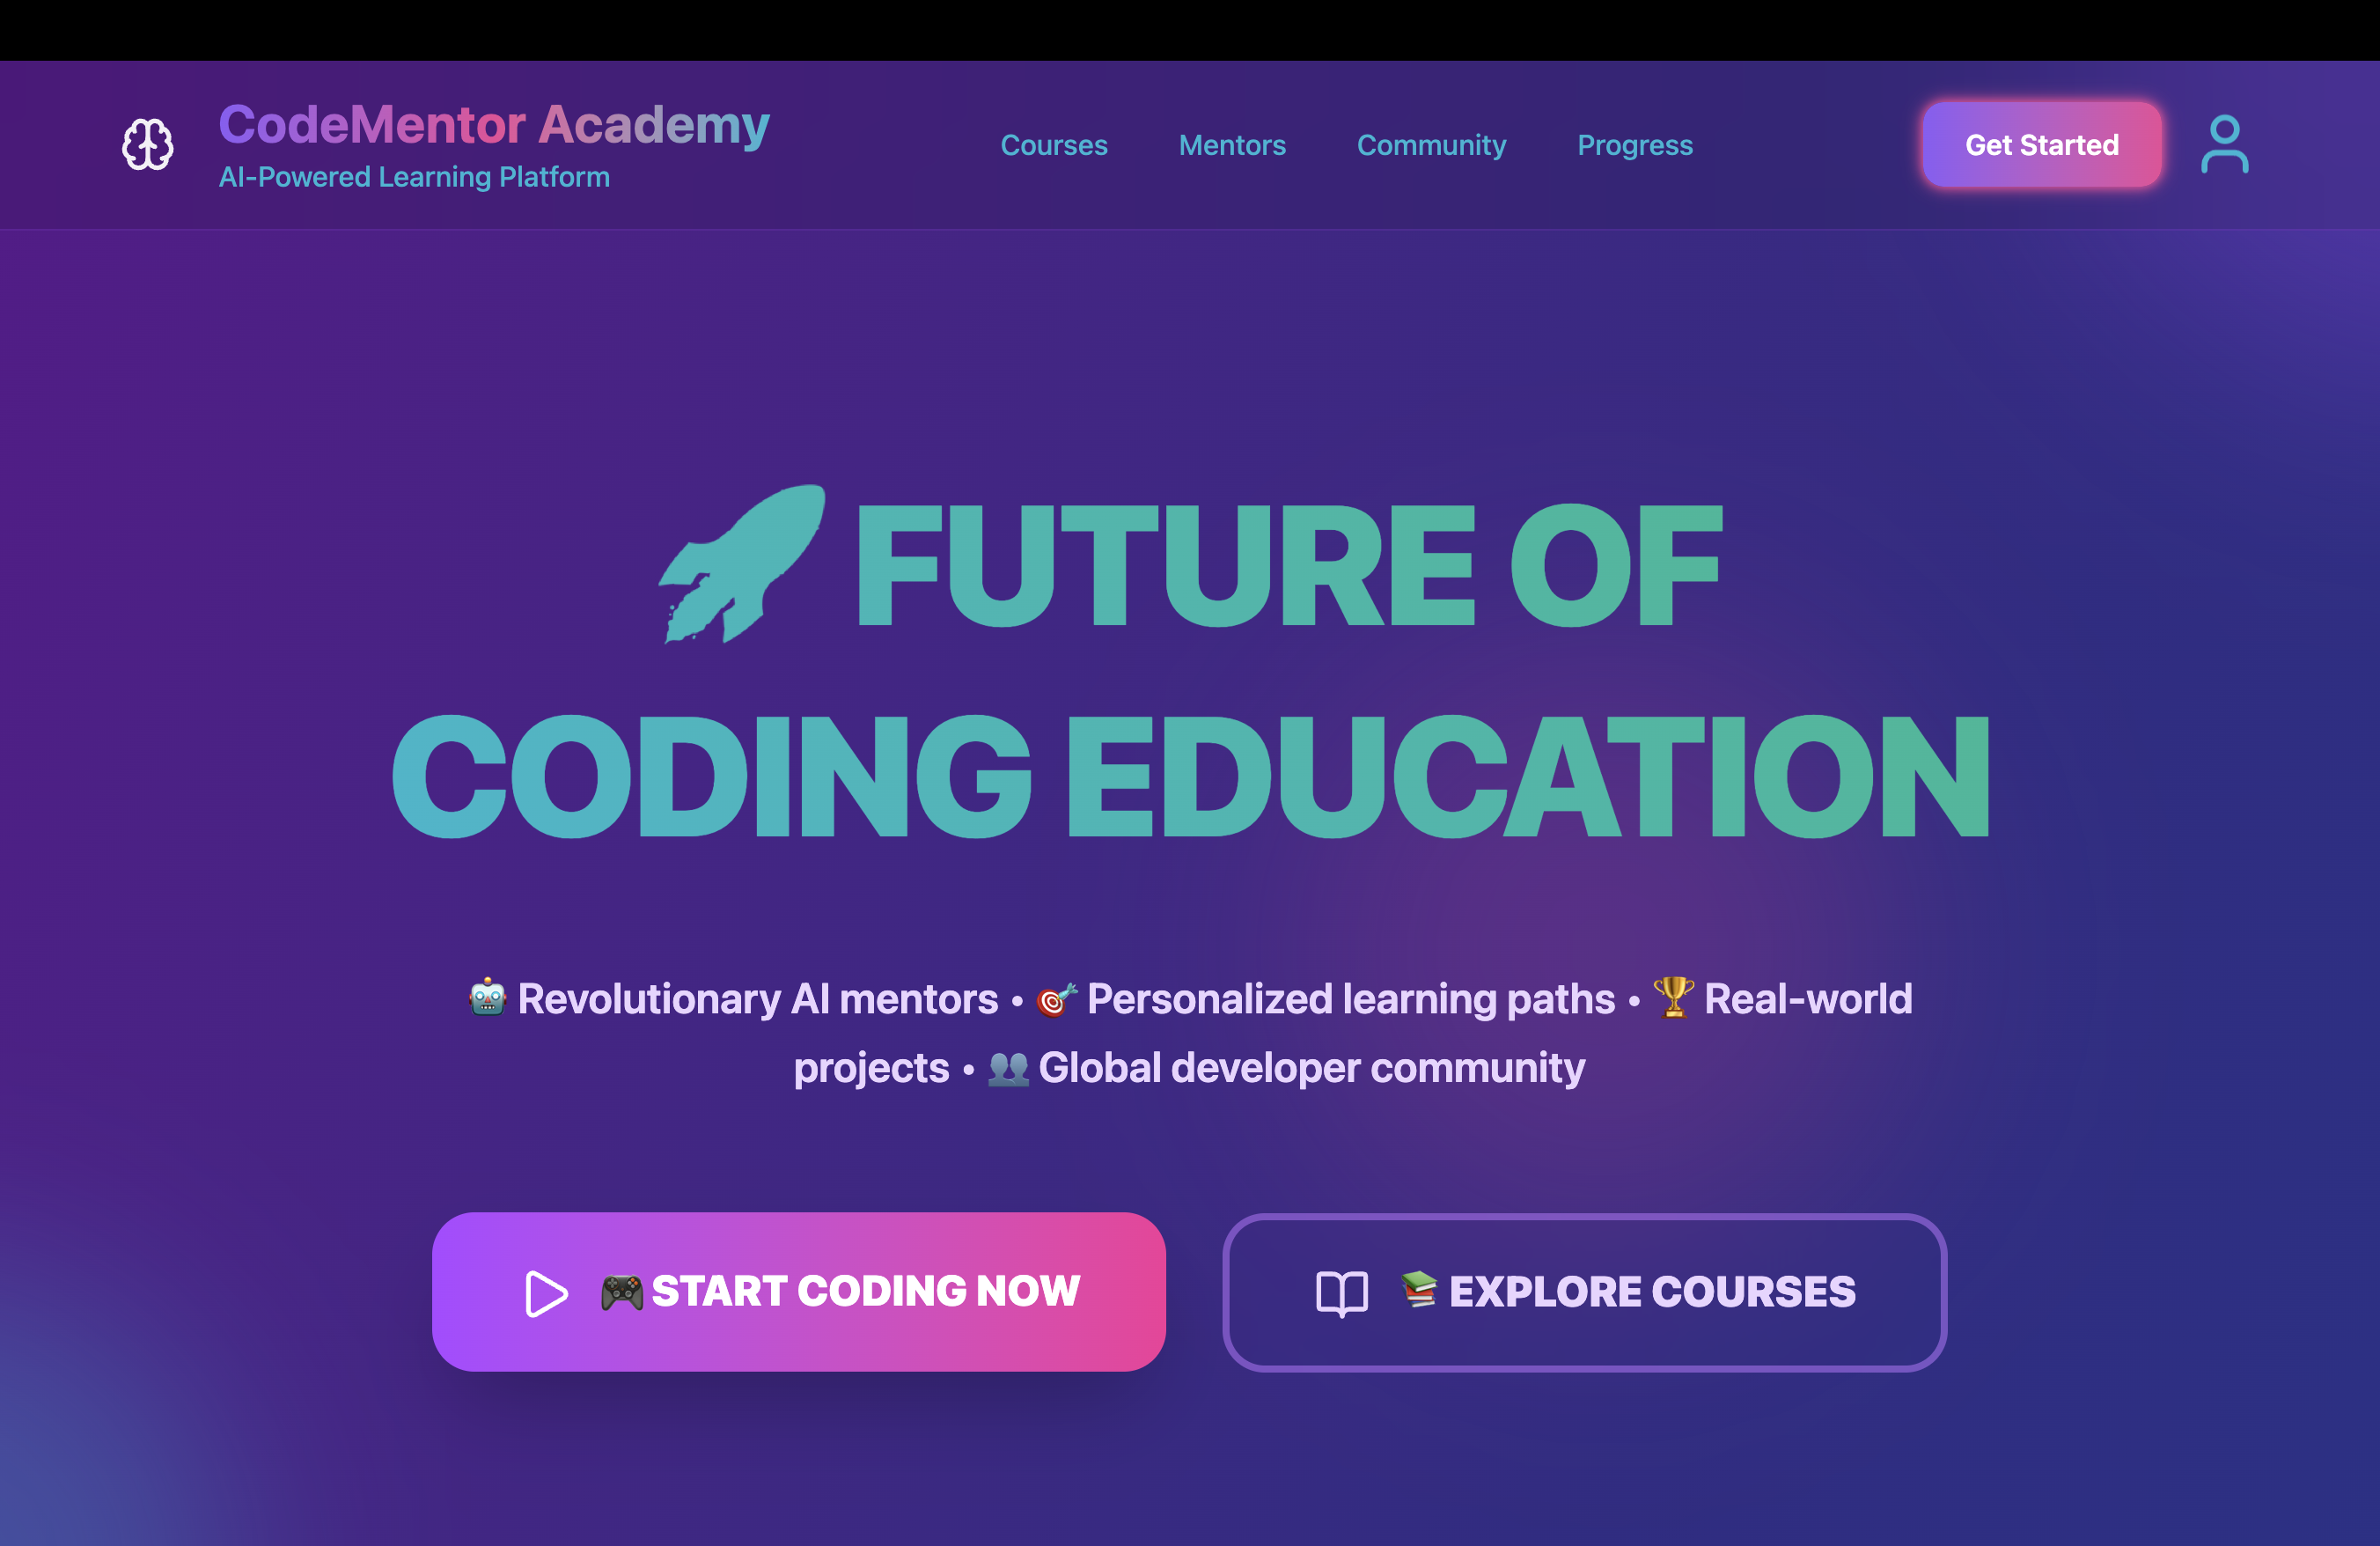 CodeMentor Academy
AI-Powered Learning Platform
Courses
Mentors
Community
Progress
Get Started
🚀 FUTURE OF
CODING EDUCATION
🤖 Revolutionary AI mentors • 🎯 Personalized learning paths • 🏆 Real-world
projects • 👥 Global developer community
🎮 START CODING NOW
📚 EXPLORE COURSES